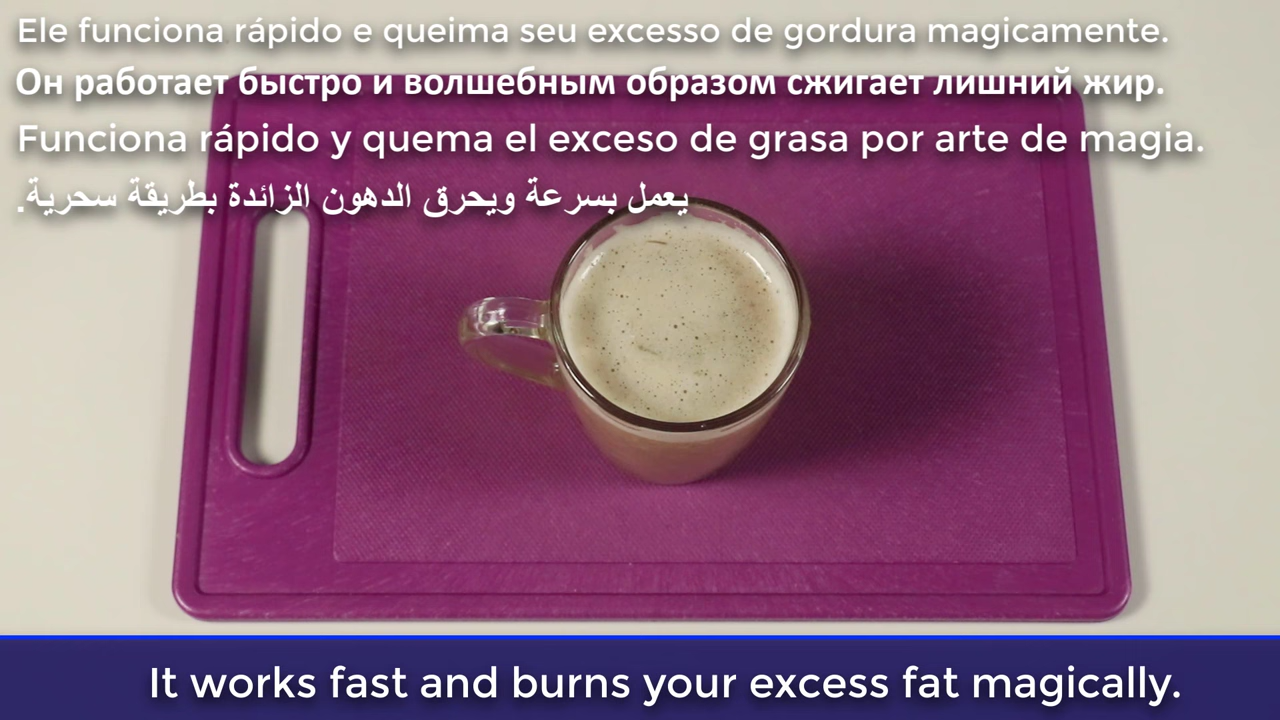 Ele funciona rápido e queima seu excesso de gordura magicamente.
Он работает быстро и волшебным образом сжигает лишний жир.
Funciona rápido y quema el exceso de grasa por arte de magia.
يعمل بسرعة ويحرق الدهون الزائدة بطريقة سحرية.
It works fast and burns your excess fat magically.